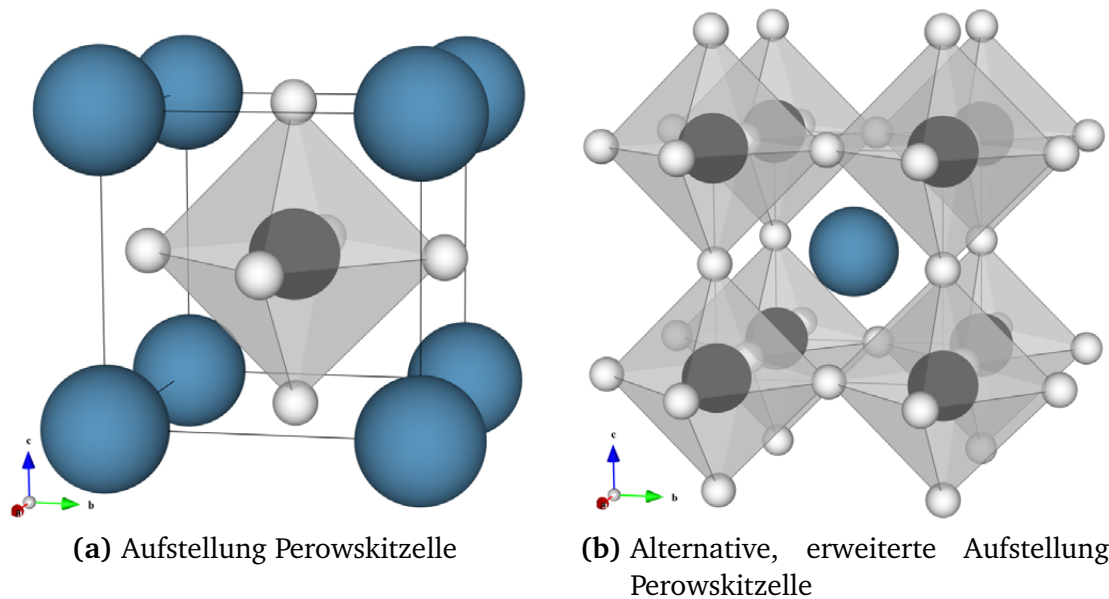 c
b
a
(a) Aufstellung Perowskitzelle
c
b
a
(b) Alternative, erweiterte Aufstellung
Perowskitzelle